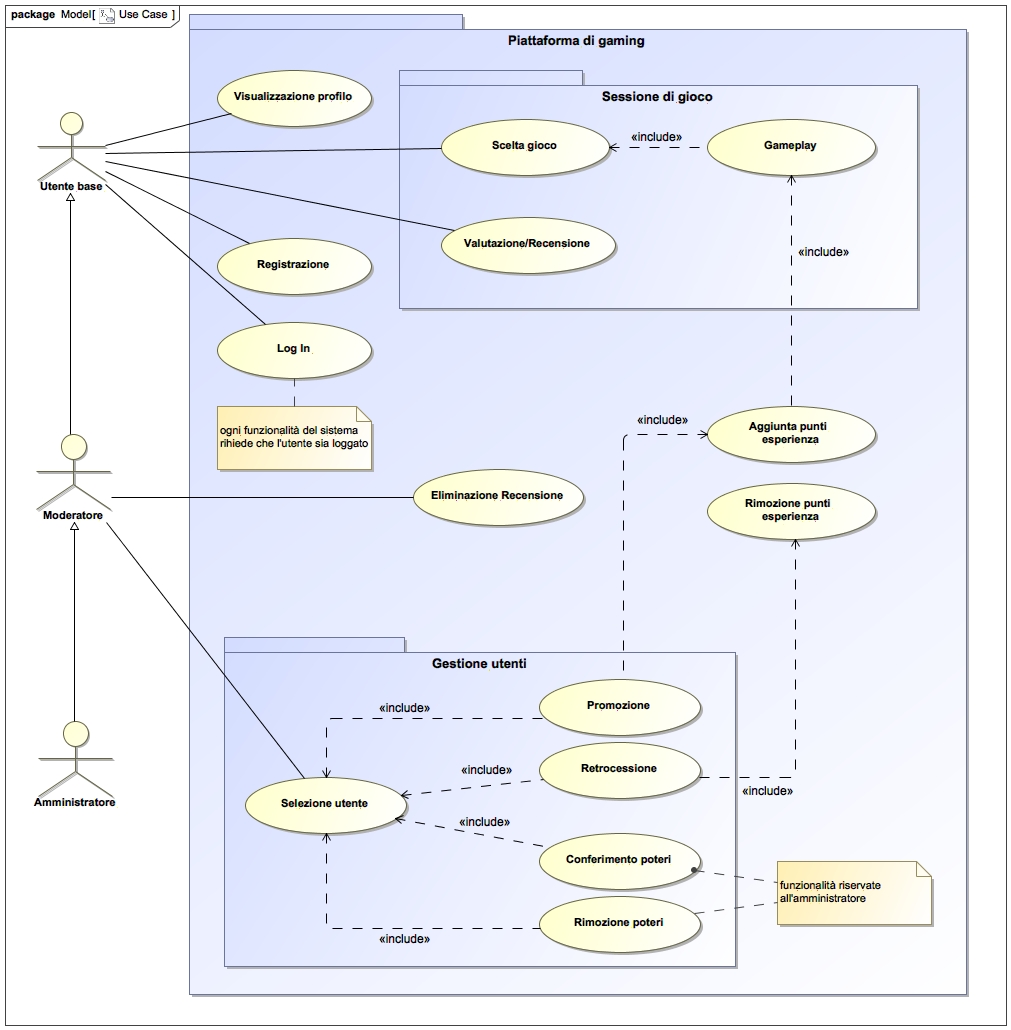 package Model[ Use Case ]
Piattaforma di gaming
Visualizzazione profilo
Sessione di gioco
Scelta gioco
«include»
Gameplay
Utente base
Valutazione/Recensione
«include»
Registrazione
Log In
ogni funzionalità del sistema
rihiede che l'utente sia loggato
«include»
Aggiunta punti
esperienza
Eliminazione Recensione
Rimozione punti
esperienza
Moderatore
Gestione utenti
«include»
Promozione
«include»
Retrocessione
«include»
Selezione utente
Amministratore
«include»
Conferimento poteri
funzionalità riservate
all'amministratore
Rimozione poteri
«include»